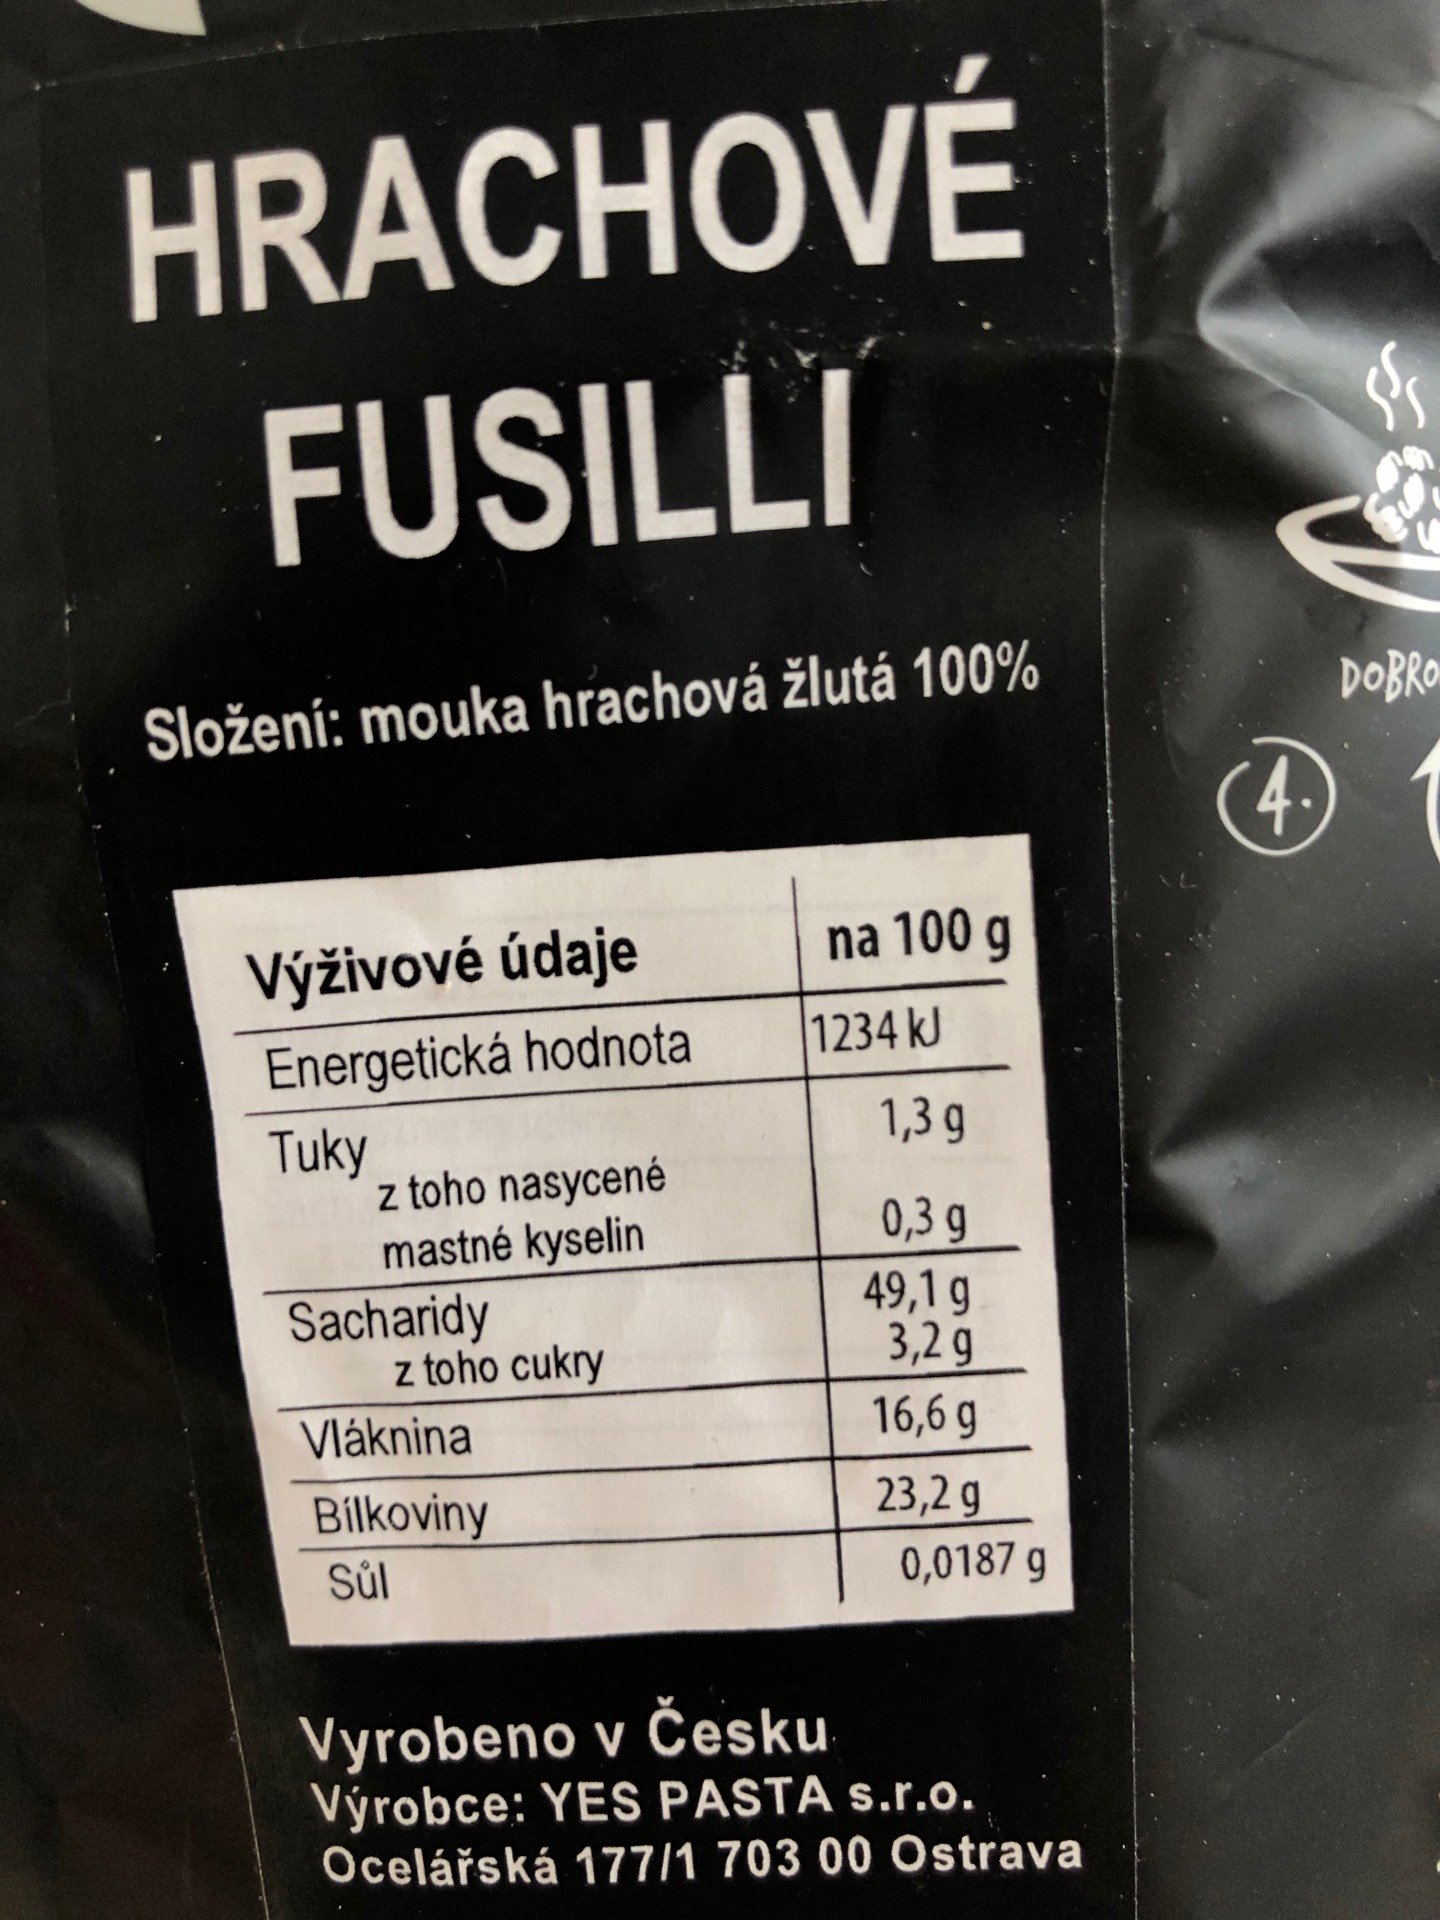 HRACHOVÉ
FUSILLI
Složení: mouka hrachová žlutá 100%
Výživové údaje na 100 g
Energetická hodnota 1234 kJ
Tuky 1,3 g
z toho nasycené
mastné kyselin 0,3 g
Sacharidy 49,1 g
z toho cukry 3,2 g
Vláknina 16,6 g
Bílkoviny 23,2 g
Sůl 0,0187 g
Vyrobeno v Česku
Výrobce: YES PASTA s.r.o.
Ocelářská 177/1 703 00 Ostrava
4.